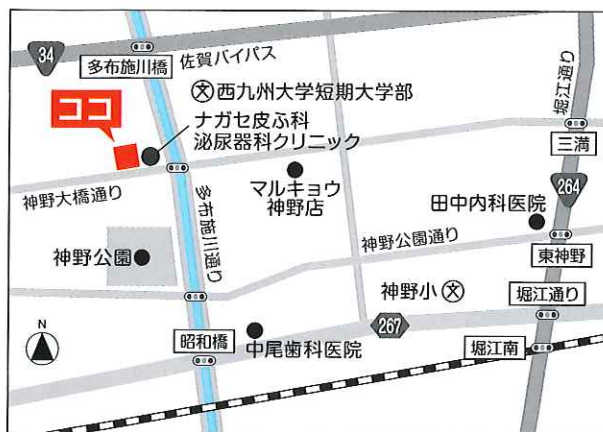 34
多布施川橋
佐賀バイパス
堀江通り
文西九州大学短期大学部
ココ
ナガセ皮ふ科
泌尿器科クリニック
三満
神野大橋通り
マルキョウ
神野店
264
田中内科医院
多布施川通り
神野公園通り
東神野
神野公園
神野小文
堀江通り
N
昭和橋
中尾歯科医院
267
堀江南